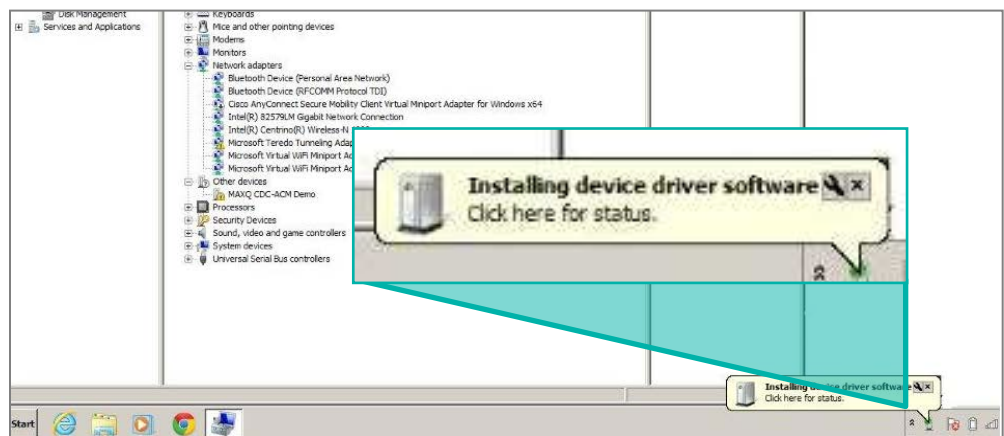 Disk Management
Services and Applications
Keyboards
Mice and other pointing devices
Modems
Monitors
Network adapters
Bluetooth Device (Personal Area Network)
Bluetooth Device (RFCOMM Protocol TDI)
Cisco AnyConnect Secure Mobility Client Virtual Miniport Adapter for Windows x64
Intel(R) 82579LM Gigabit Network Connection
Intel(R) Centrino(R) Wireless-N
Microsoft Teredo Tunneling Adap
Microsoft Virtual WiFi Miniport Ac
Microsoft Virtual WiFi Miniport Ac
Other devices
MAXQ CDC-ACM Demo
Processors
Security Devices
Sound, video and game controllers
System devices
Universal Serial Bus controllers
Installing device driver software
Click here for status.
Installing device driver software
Click here for status.
Start